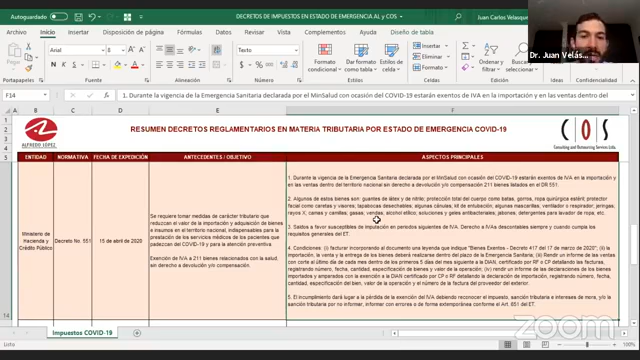 Autoguardado
DECRETOS DE IMPUESTOS EN ESTADO DE EMERGENCIA AL y COS
Juan Carlos Velasque
Archivo Inicio Insertar Disposición de página Fórmulas Datos Revisar Vista Ayuda Diseño de tabla
Arial 8
General
Insertar
Eliminar
Formato
Pegar
Portapapeles Fuente Alineación Número Celdas
Dr. Juan Velás...
F14
1. Durante la vigencia de la Emergencia Sanitaria declarada por el MinSalud con ocasión del COVID-19 estarán exentos de IVA en la importación y en las ventas dentro del
A B C D E F
1
2
3
4
5
14
ALFREDO LÓPEZ
RESUMEN DECRETOS REGLAMENTARIOS EN MATERIA TRIBUTARIA POR ESTADO DE EMERGENCIA COVID-19
COS
Consulting and Outsourcing Services Ltda.
ENTIDAD NORMATIVA FECHA DE EXPEDICIÓN ANTECEDENTES / OBJETIVO ASPECTOS PRINCIPALES
Ministerio de Hacienda y Crédito Público
Decreto No. 551
15 de abril de 2020
Se requiere tomar medidas de carácter tributario que
reduzcan el valor de la importación y adquisición de bienes
e insumos en el territorio nacional, indispensables para la
prestación de los servicios médicos de los pacientes que
padezcan del COVID-19 y para la atención preventiva.
Exención de IVA a 211 bienes relacionados con la salud,
sin derecho a devolución y/o compensación.
1. Durante la vigencia de la Emergencia Sanitaria declarada por el MinSalud con ocasión del COVID-19 estarán exentos de IVA en la importación y
en las ventas dentro del territorio nacional sin derecho a devolución y/o compensación 211 bienes listados en el DR 551.
2. Algunos de estos bienes son: guantes de látex y de nitrilo; protección total del cuerpo como batas, gorros, ropa quirúrgica estéril; protección
facial como caretas y visores; tapabocas desechables; algunas cánulas, kit de entubación; algunas mascarillas, ventilador o respirador; jeringas;
rayos X; camas y camillas; gasas; vendas; alcohol etílico; soluciones y geles antibacteriales; jabones; detergentes para lavador de ropa, etc.
3. Saldos a favor susceptibles de imputación en periodos siguientes de IVA. Derecho a IVAs descontables siempre y cuando cumpla los
requisitos generales del ET.
4. Condiciones: (i) facturar incorporando al documento una leyenda que indique "Bienes Exentos - Decreto 417 del 17 de marzo de 2020"; (ii) la
importación, la venta y la entrega de los bienes deberá realizarse dentro del plazo de la Emergencia Sanitaria; (iii) Rendir un informe de las ventas
con corte al último día de cada mes dentro de los primeros 5 días del mes siguiente a la DIAN, certificado por RF o CP detallando las facturas,
registrando número, fecha, cantidad, especificación de bienes y valor de la operación; (iv) rendir un informe de las declaraciones de los bienes
importados y amparados con la exención certificado por RF o CP a la DIAN detallando la declaración de importación, registrando número, fecha,
cantidad, especificación del bien, valor de la operación y el número de la factura del proveedor del exterior.
5. El incumplimiento dará lugar a la pérdida de la exención del IVA debiendo reconocer el impuesto, sanción tributaria e intereses de mora, y/o la
sanción tributaria por no informar, informar con errores o de forma extemporánea conforme el Art. 651 del ET.
Impuestos COVID-19
Listo
100%
zoom